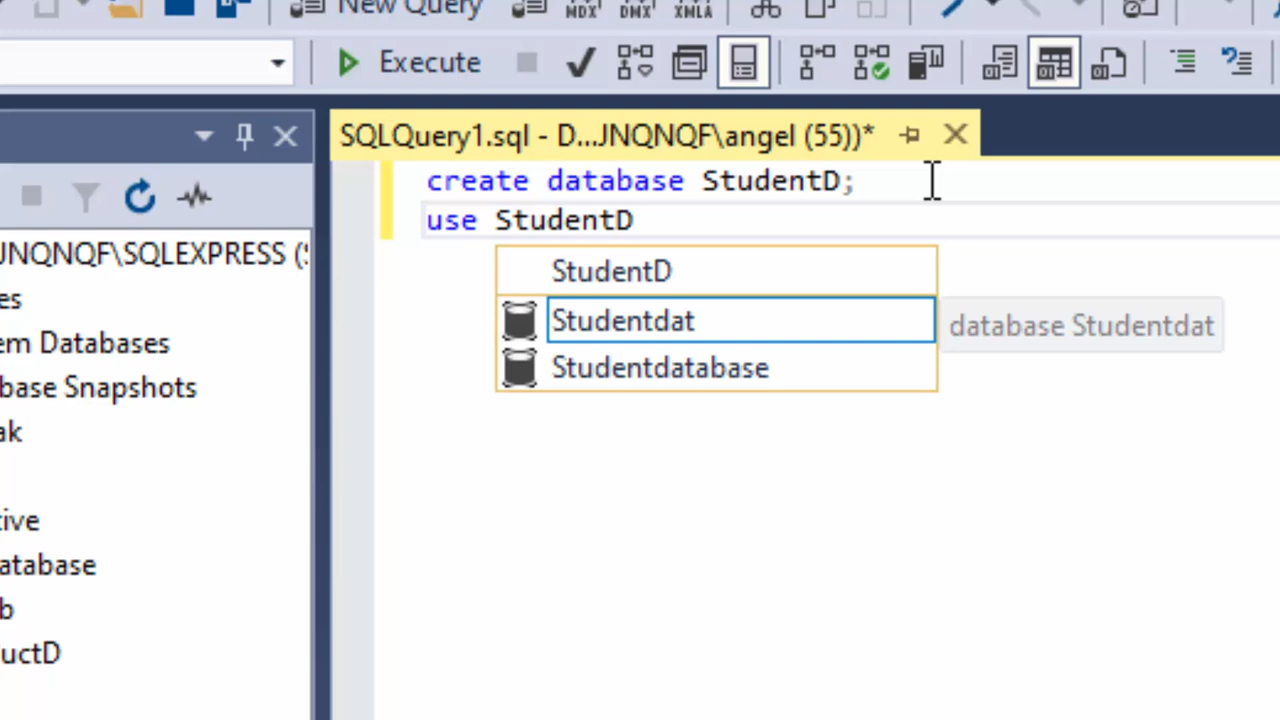 New Query
MDX DMX XMLA
Execute
SQLQuery1.sql - D...JNQNQF\angel (55))*
create database StudentD;
use StudentD
StudentD
Studentdat
database Studentdat
Studentdatabase
JNQNQF\SQLEXPRESS (
es
em Databases
base Snapshots
ak
tive
atabase
b
uctD